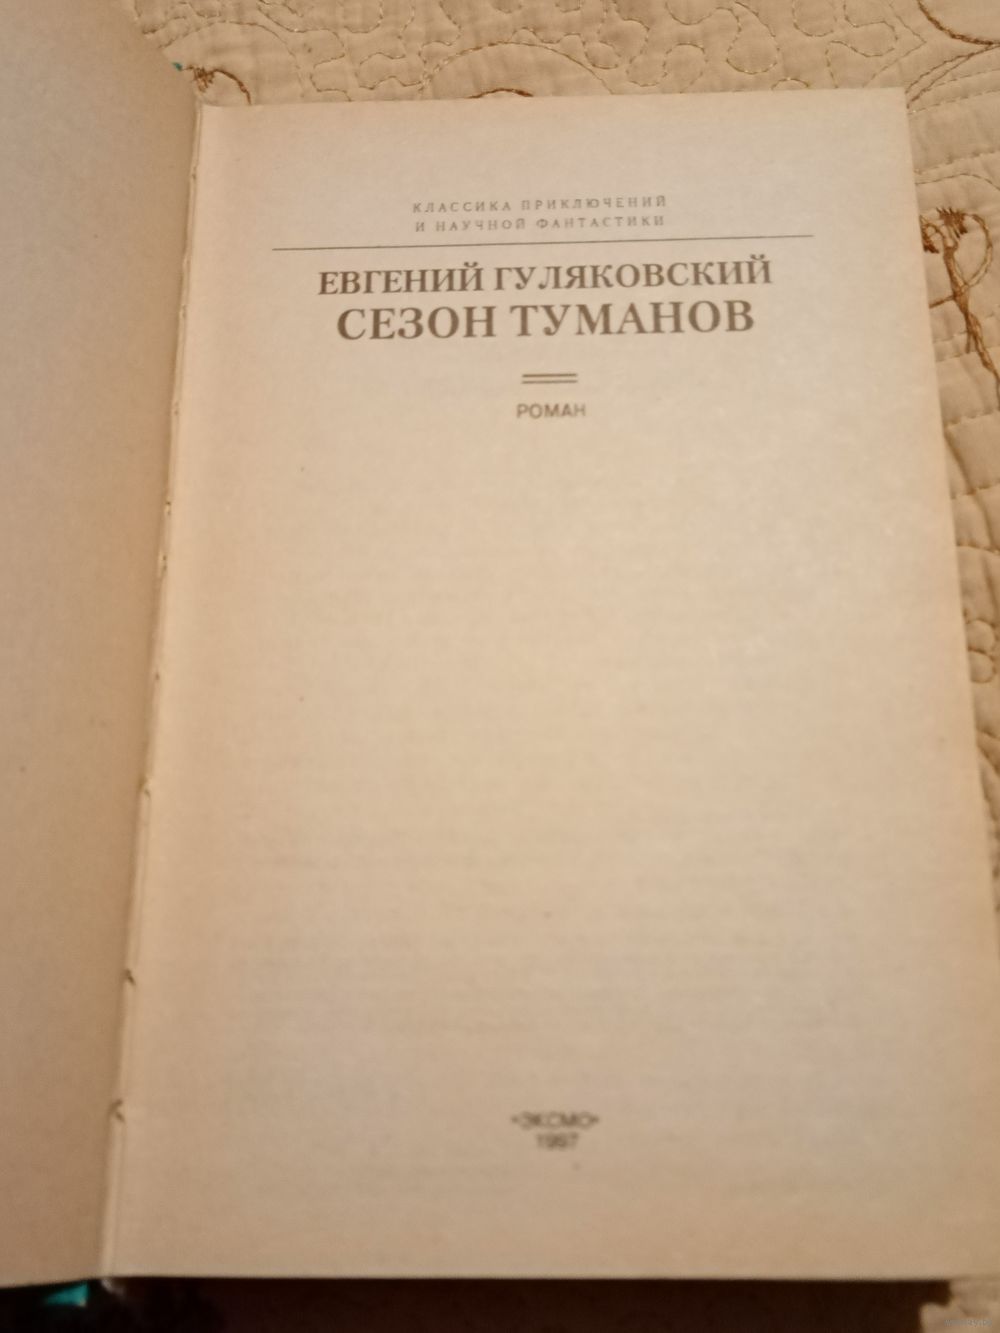 КЛАССИКА ПРИКЛЮЧЕНИЙ
И НАУЧНОЙ ФАНТАСТИКИ
ЕВГЕНИЙ ГУЛЯКОВСКИЙ
СЕЗОН ТУМАНОВ
РОМАН
«ЭКСМО»
1997